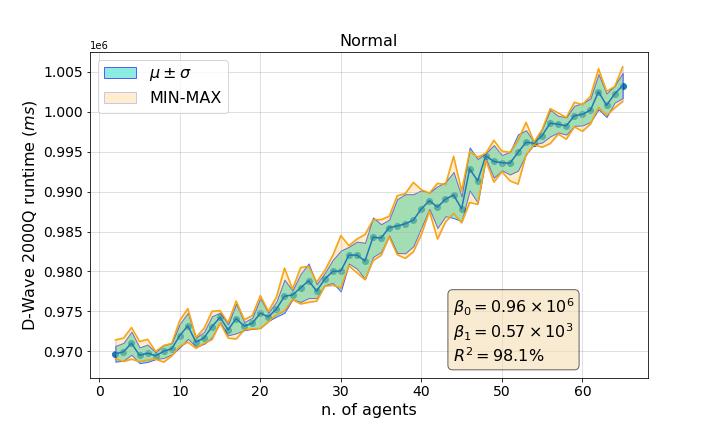 Normal
1e6
μ ± σ
MIN-MAX
1.005
1.000
0.995
0.990
0.985
0.980
0.975
0.970
D-Wave 2000Q runtime (ms)
β₀ = 0.96 × 10⁶
β₁ = 0.57 × 10³
R² = 98.1%
0 10 20 30 40 50 60
n. of agents